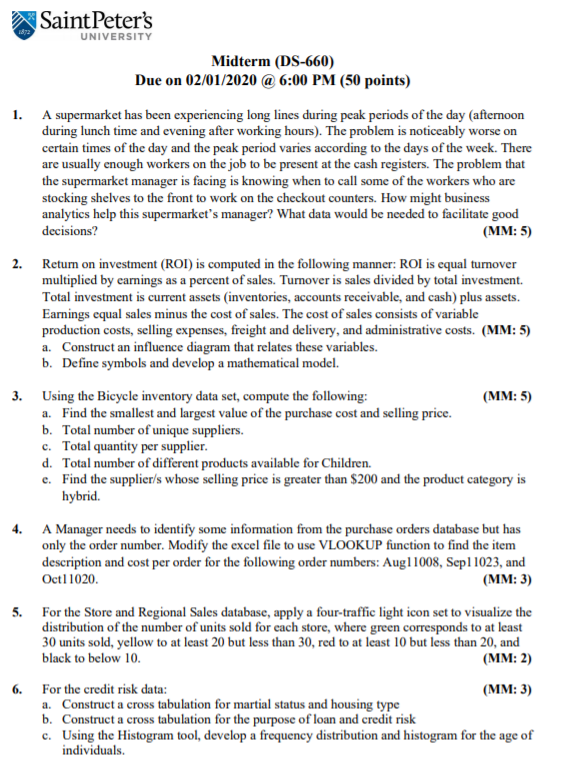 SaintPeter's
UNIVERSITY
1872
Midterm (DS-660)
Due on 02/01/2020 @ 6:00 PM (50 points)
1. A supermarket has been experiencing long lines during peak periods of the day (afternoon
during lunch time and evening after working hours). The problem is noticeably worse on
certain times of the day and the peak period varies according to the days of the week. There
are usually enough workers on the job to be present at the cash registers. The problem that
the supermarket manager is facing is knowing when to call some of the workers who are
stocking shelves to the front to work on the checkout counters. How might business
analytics help this supermarket's manager? What data would be needed to facilitate good
decisions? (MM: 5)
2. Return on investment (ROI) is computed in the following manner: ROI is equal turnover
multiplied by earnings as a percent of sales. Turnover is sales divided by total investment.
Total investment is current assets (inventories, accounts receivable, and cash) plus assets.
Earnings equal sales minus the cost of sales. The cost of sales consists of variable
production costs, selling expenses, freight and delivery, and administrative costs. (MM: 5)
a. Construct an influence diagram that relates these variables.
b. Define symbols and develop a mathematical model.
3. Using the Bicycle inventory data set, compute the following: (MM: 5)
a. Find the smallest and largest value of the purchase cost and selling price.
b. Total number of unique suppliers.
c. Total quantity per supplier.
d. Total number of different products available for Children.
e. Find the supplier/s whose selling price is greater than $200 and the product category is
hybrid.
4. A Manager needs to identify some information from the purchase orders database but has
only the order number. Modify the excel file to use VLOOKUP function to find the item
description and cost per order for the following order numbers: Aug11008, Sep11023, and
Oct11020. (MM: 3)
5. For the Store and Regional Sales database, apply a four-traffic light icon set to visualize the
distribution of the number of units sold for each store, where green corresponds to at least
30 units sold, yellow to at least 20 but less than 30, red to at least 10 but less than 20, and
black to below 10. (MM: 2)
6. For the credit risk data: (MM: 3)
a. Construct a cross tabulation for martial status and housing type
b. Construct a cross tabulation for the purpose of loan and credit risk
c. Using the Histogram tool, develop a frequency distribution and histogram for the age of
individuals.